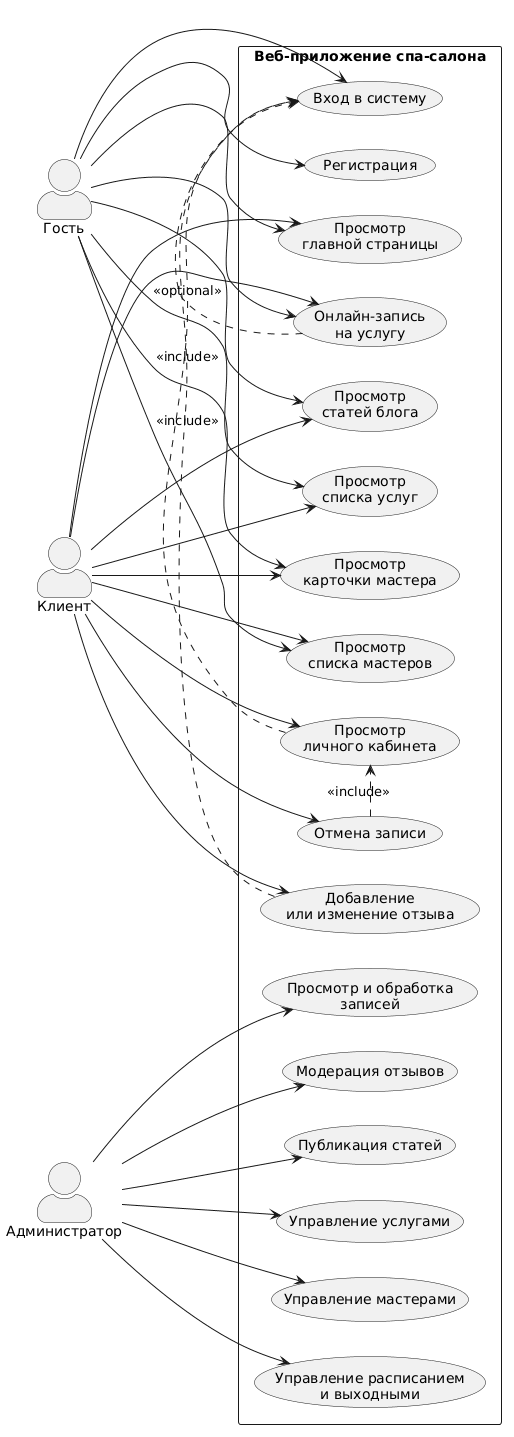 Веб-приложение спа-салона
Вход в систему
Регистрация
Гость
Просмотр
главной страницы
«optional»
Онлайн-запись
на услугу
«include»
Просмотр
статей блога
«include»
Просмотр
списка услуг
Просмотр
карточки мастера
Клиент
Просмотр
списка мастеров
Просмотр
личного кабинета
«include»
Отмена записи
Добавление
или изменение отзыва
Просмотр и обработка
записей
Модерация отзывов
Публикация статей
Администратор
Управление услугами
Управление мастерами
Управление расписанием
и выходными